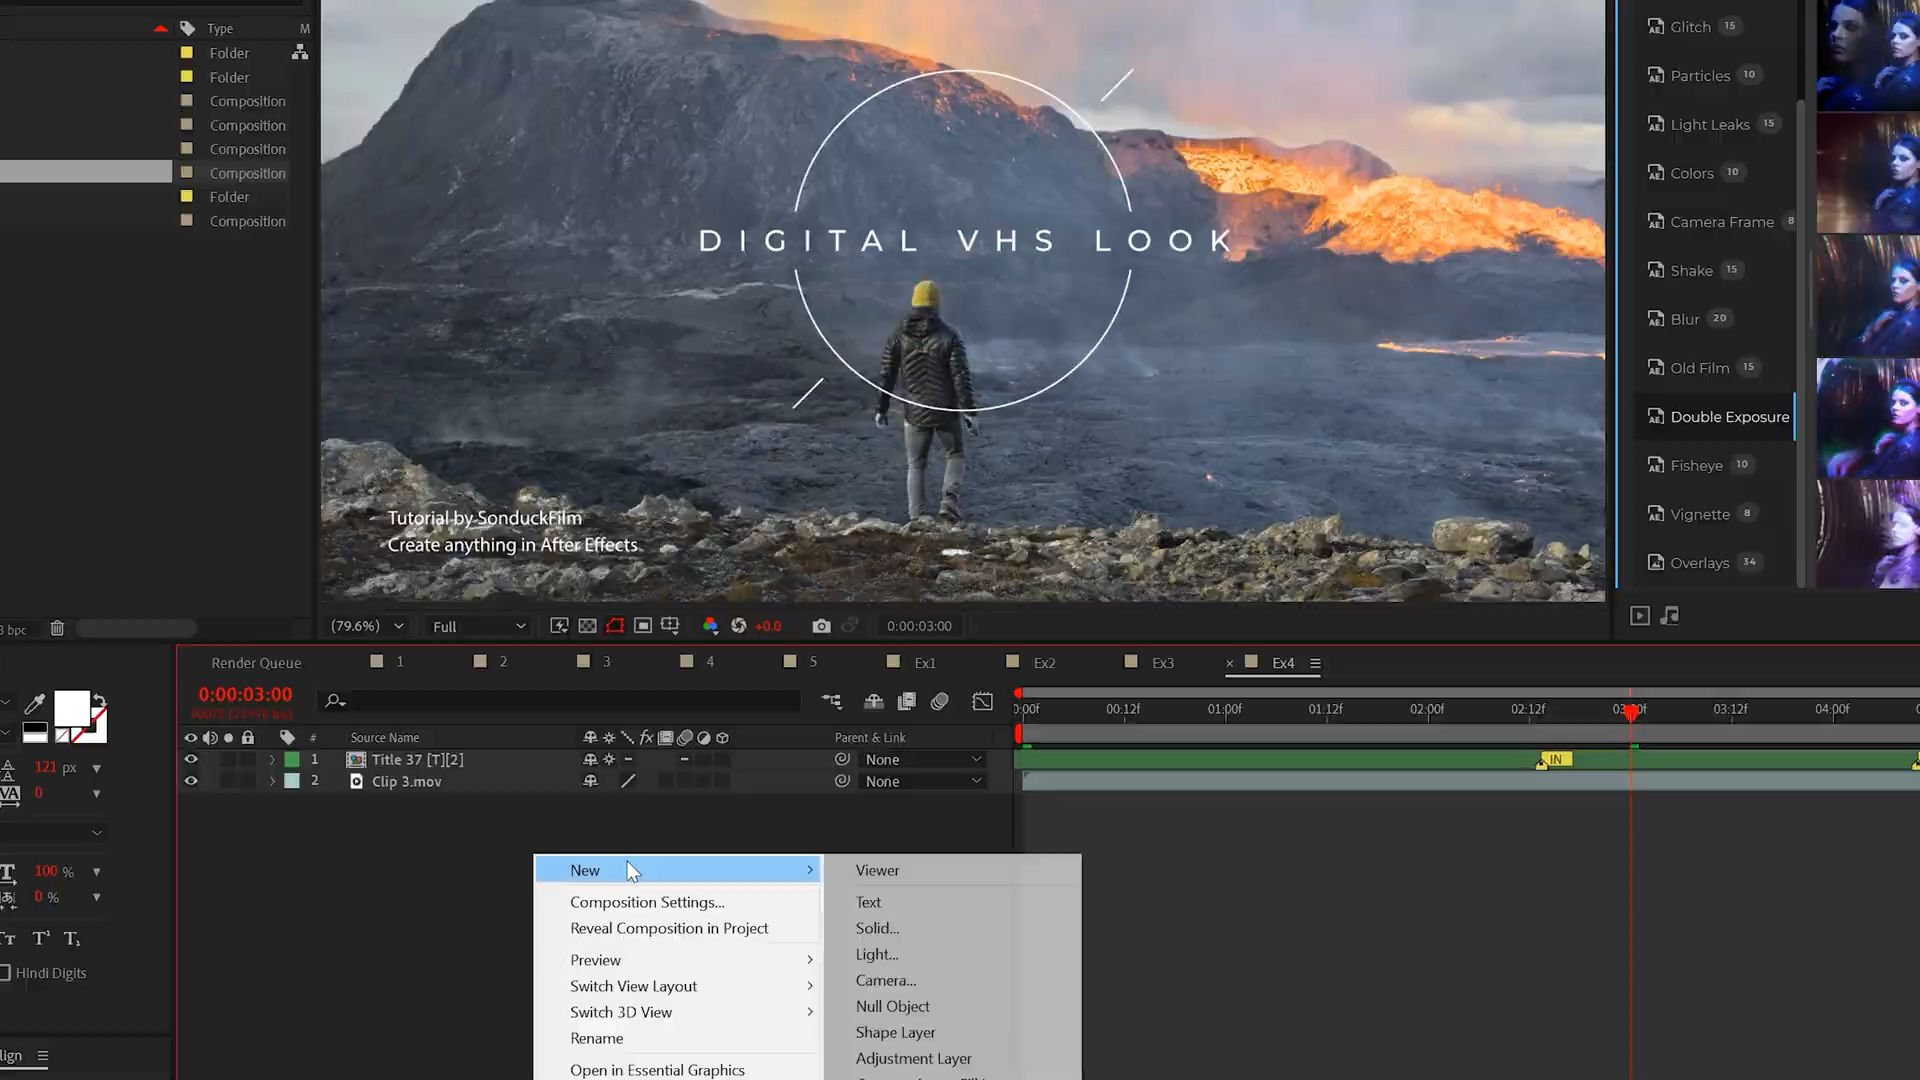 Type M
Folder
Folder
Composition
Composition
Composition
Composition
Folder
Composition
DIGITAL VHS LOOK
Tutorial by SonduckFilm
Create anything in After Effects
Glitch 15
Particles 10
Light Leaks 15
Colors 10
Camera Frame 8
Shake 15
Blur 20
Old Film 15
Double Exposure
Fisheye 10
Vignette 8
Overlays 34
bpc
(79.6%) Full +0.0 0:00:03:00
Render Queue 1 2 3 4 5 Ex1 Ex2 Ex3 × Ex4
0:00:03:00
:00f 00:12f 01:00f 01:12f 02:00f 02:12f 03:12f 04:00f
# Source Name fx Parent & Link
1 Title 37 [T][2] None IN
2 Clip 3.mov None
121 px
VA 0
100 %
0 %
Hindi Digits
lign
New
Composition Settings...
Reveal Composition in Project
Preview
Switch View Layout
Switch 3D View
Rename
Open in Essential Graphics
Viewer
Text
Solid...
Light...
Camera...
Null Object
Shape Layer
Adjustment Layer